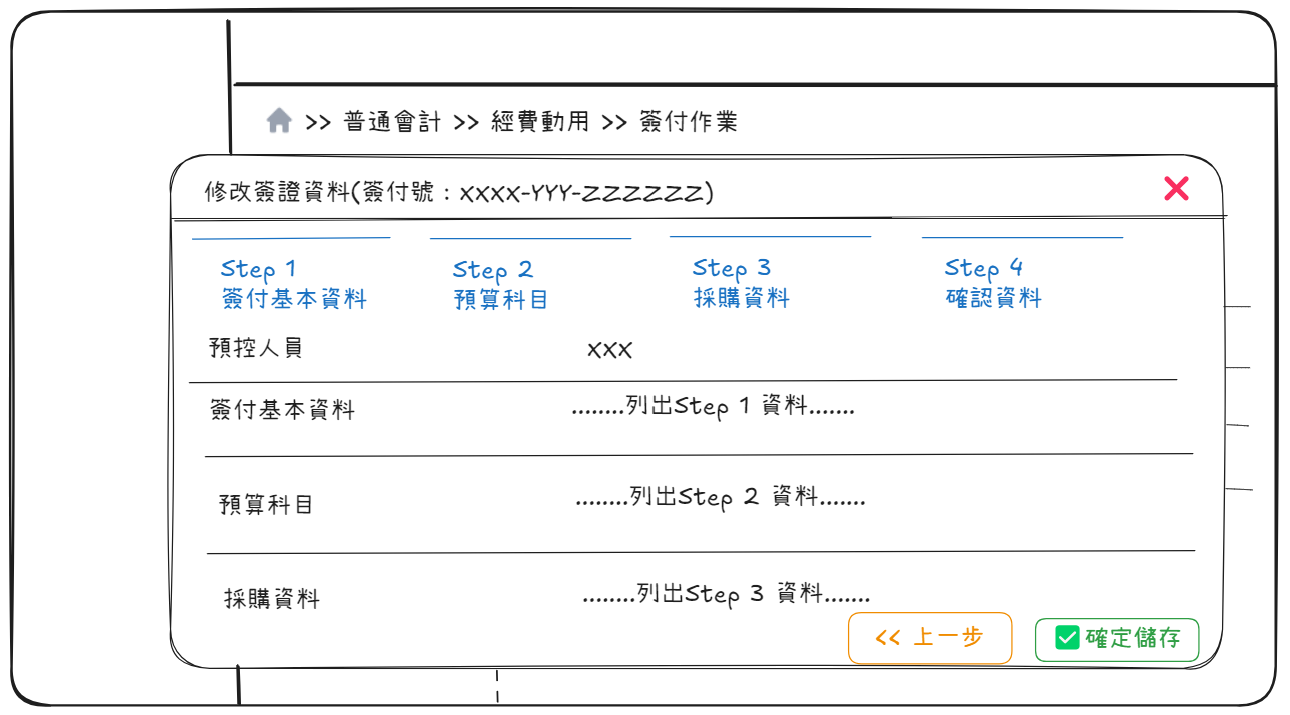 >> 普通會計 >> 經費動用 >> 簽付作業
修改簽證資料(簽付號：XXXX-YYY-ZZZZZZ)
Step 1
簽付基本資料
Step 2
預算科目
Step 3
採購資料
Step 4
確認資料
預控人員 XXX
簽付基本資料 ........列出Step 1 資料.......
預算科目 ........列出Step 2 資料.......
採購資料 ........列出Step 3 資料.......
<< 上一步
確定儲存